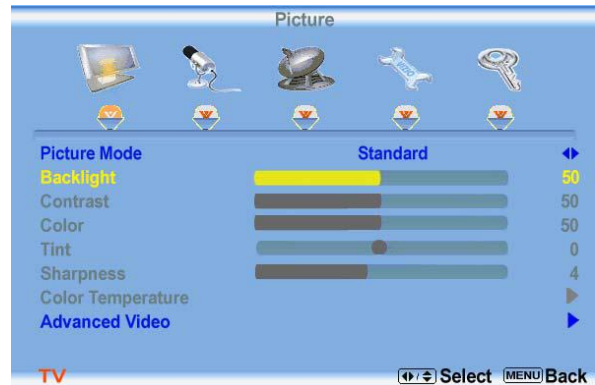 Picture
Picture Mode Standard
Backlight 50
Contrast 50
Color 50
Tint 0
Sharpness 4
Color Temperature
Advanced Video
TV Select MENU Back